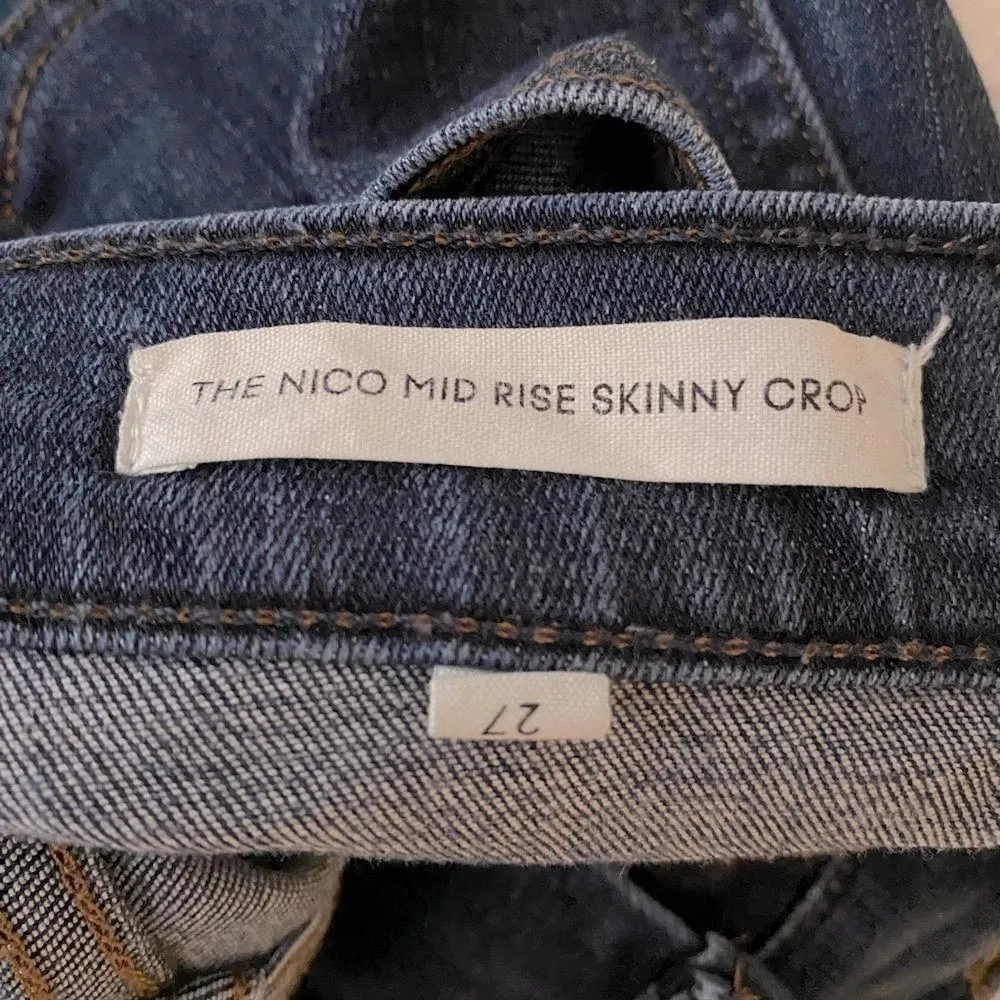 THE NICO MID RISE SKINNY CROP
27